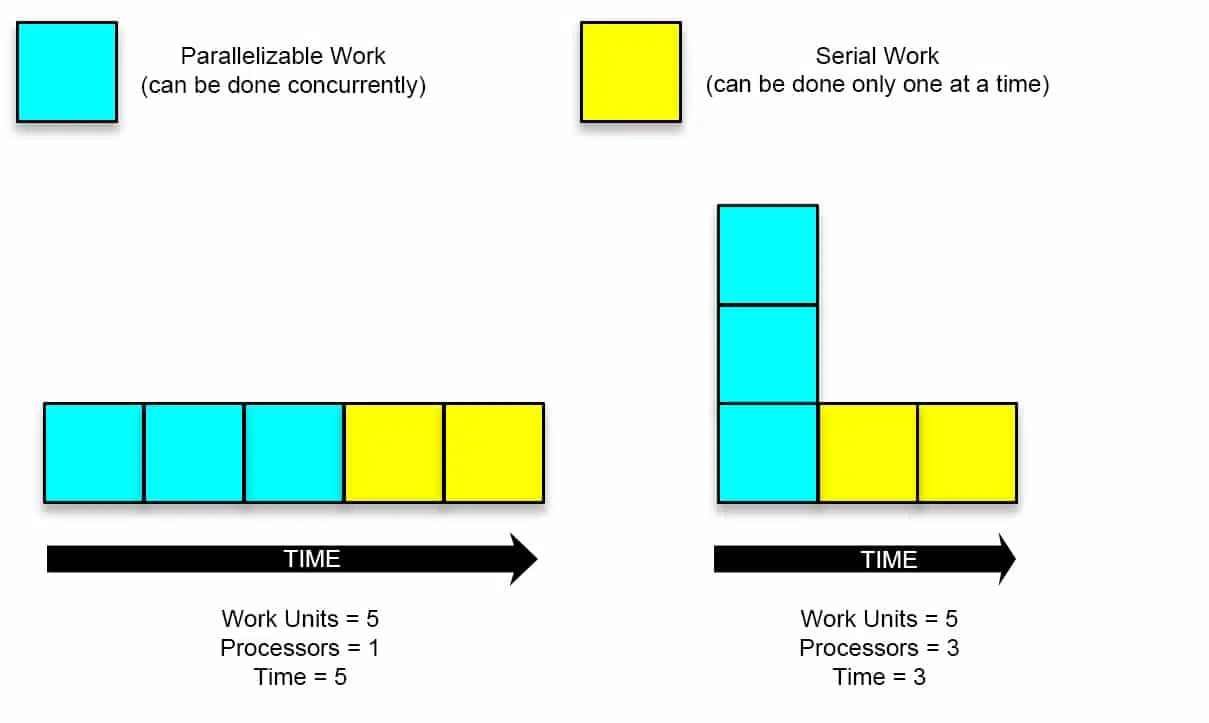 Parallelizable Work
(can be done concurrently)
Serial Work
(can be done only one at a time)
TIME
Work Units = 5
Processors = 1
Time = 5
TIME
Work Units = 5
Processors = 3
Time = 3